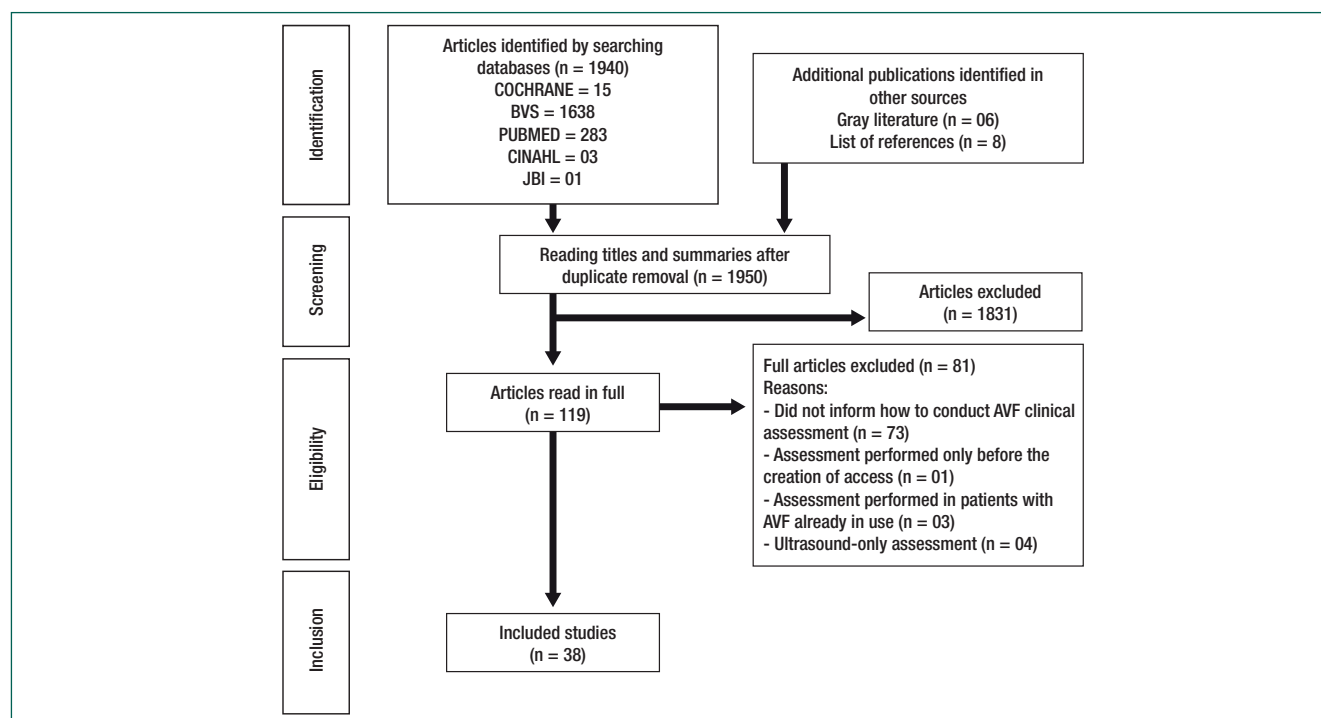 Identification
Articles identified by searching
databases (n = 1940)
COCHRANE = 15
BVS = 1638
PUBMED = 283
CINAHL = 03
JBI = 01
Additional publications identified in
other sources
Gray literature (n = 06)
List of references (n = 8)
Screening
Reading titles and summaries after
duplicate removal (n = 1950)
Articles excluded
(n = 1831)
Eligibility
Articles read in full
(n = 119)
Full articles excluded (n = 81)
Reasons:
- Did not inform how to conduct AVF clinical
assessment (n = 73)
- Assessment performed only before the
creation of access (n = 01)
- Assessment performed in patients with
AVF already in use (n = 03)
- Ultrasound-only assessment (n = 04)
Inclusion
Included studies
(n = 38)